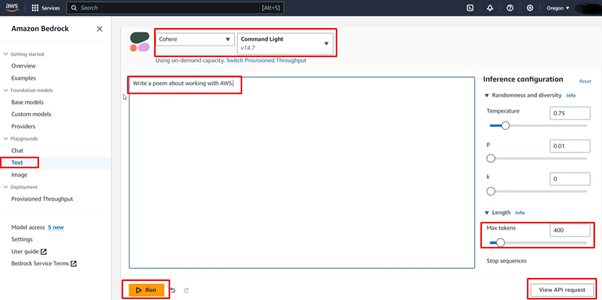 aws
Services
Search
[Alt+S]
Oregon
Amazon Bedrock
Getting started
Overview
Examples
Foundation models
Base models
Custom models
Providers
Playgrounds
Chat
Text
Image
Deployment
Provisioned Throughput
Model access 5 new
Settings
User guide
Bedrock Service Terms
Cohere
Command Light
v14.7
Using on-demand capacity. Switch Provisioned Throughput
Write a poem about working with AWS.
Run
Inference configuration
Reset
Randomness and diversity Info
Temperature
0.75
P
0.01
k
0
Length Info
Max tokens
400
Stop sequences
View API request